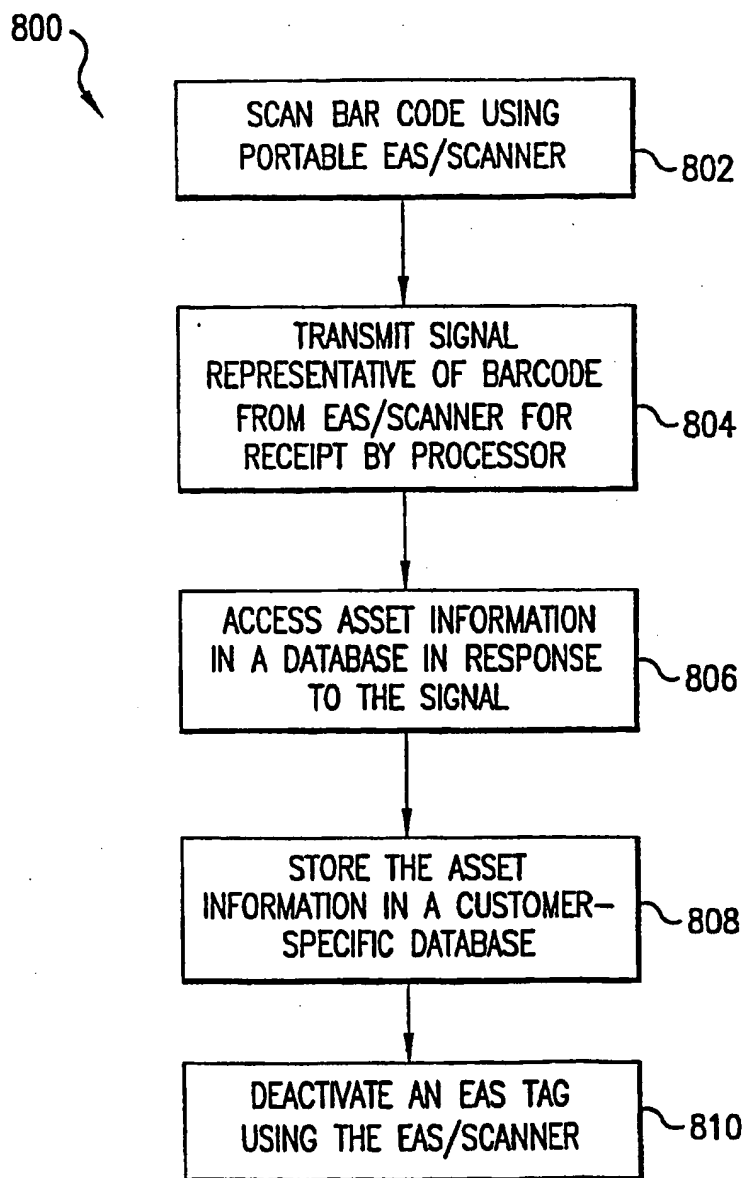 800
SCAN BAR CODE USING
PORTABLE EAS/SCANNER
802
TRANSMIT SIGNAL
REPRESENTATIVE OF BARCODE
FROM EAS/SCANNER FOR
RECEIPT BY PROCESSOR
804
ACCESS ASSET INFORMATION
IN A DATABASE IN RESPONSE
TO THE SIGNAL
806
STORE THE ASSET
INFORMATION IN A CUSTOMER-
SPECIFIC DATABASE
808
DEACTIVATE AN EAS TAG
USING THE EAS/SCANNER
810